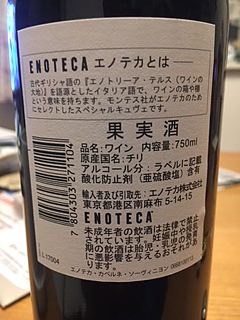 ENOTECA エノテカとは
古代ギリシャ語の『エノトリーア・テルス(ワインの
大地)』を語源としたイタリア語で、ワインの箱や棚と
いう意味を持ちます。モンテス社がエノテカのため
にセレクトしたスペシャルキュヴェです。
果実酒
品名:ワイン 内容量:750ml
原産国名:チリ
アルコール分:ラベルに記載
酸化防止剤(亜硫酸塩)含有
輸入者及び引取先:エノテカ株式会社
東京都港区南麻布 5-14-15
ENOTECA
未成年者の飲酒は法律で禁止
されています。妊娠中や授乳
期の飲酒は胎児・乳児の発育
に悪影響を与えるおそれがあ
ります。
エノテカ・カベルネ・ソーヴィニヨン
7 804303 271104
L17004